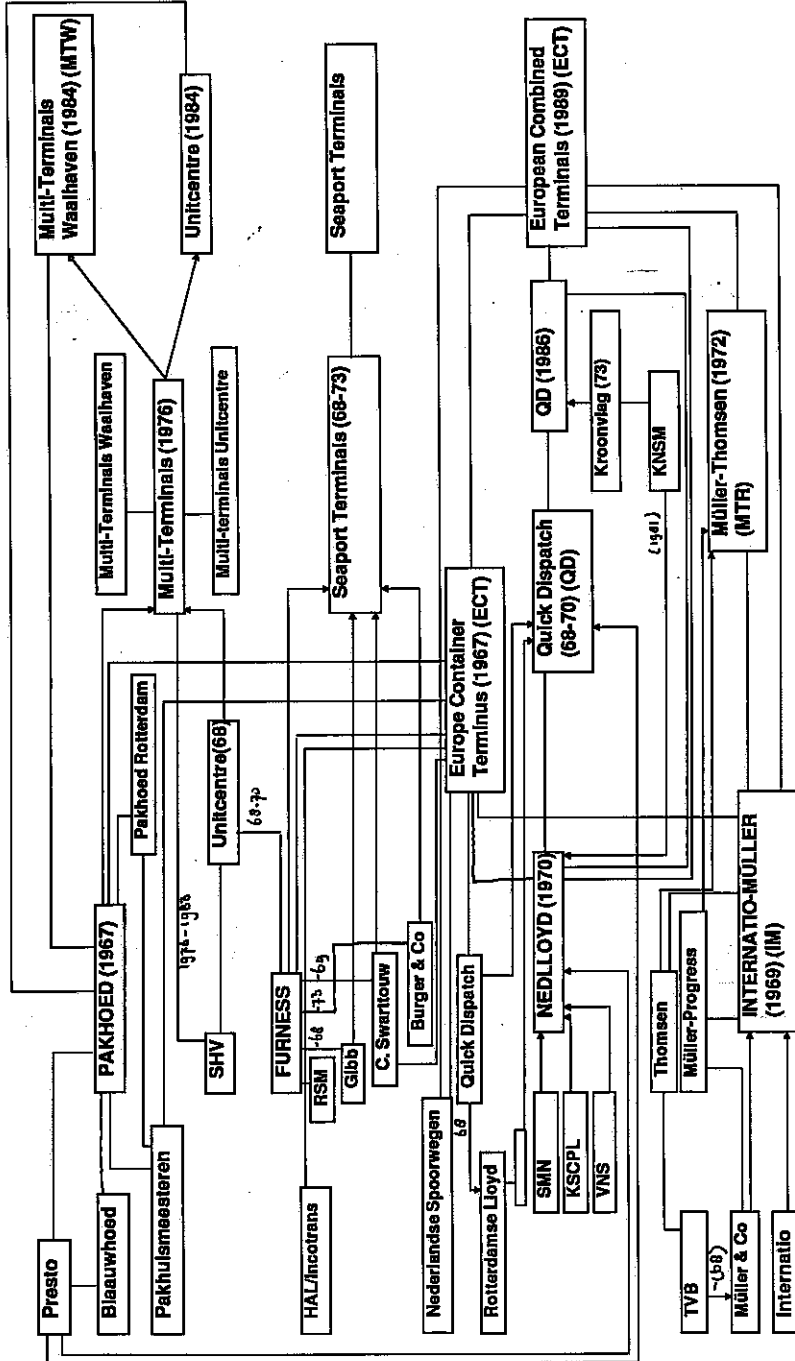 Presto
Blaauwhoed
Pakhuismeesteren
HAL/Incotrans
Nederlandse Spoorwegen
Rotterdamse Lloyd
TVB
~(68)
Müller & Co
Internatio
PAKHOED (1967)
Pakhoed Rotterdam
1976-1988
SHV
Unitcentre(68)
68-70
FURNESS
RSM
-68
Gibb
-73
-69
C. Swarttouw
Burger & Co
68
Quick Dispatch
NEDLLOYD (1970)
SMN
KSCPL
VNS
Thomsen
Müller-Progress
INTERNATIO-MÜLLER
(1969) (IM)
Multi-Terminals Waalhaven
Multi-Terminals (1976)
Multi-terminals Unitcentre
Seaport Terminals (68-73)
Europe Container
Terminus (1967) (ECT)
Quick Dispatch
(68-70) (QD)
QD (1986)
Kroonvlag (73)
KNSM
(1981)
Müller-Thomsen (1972)
(MTR)
Multi-Terminals
Waalhaven (1984) (MTW)
Unitcentre (1984)
Seaport Terminals
European Combined
Terminals (1989) (ECT)